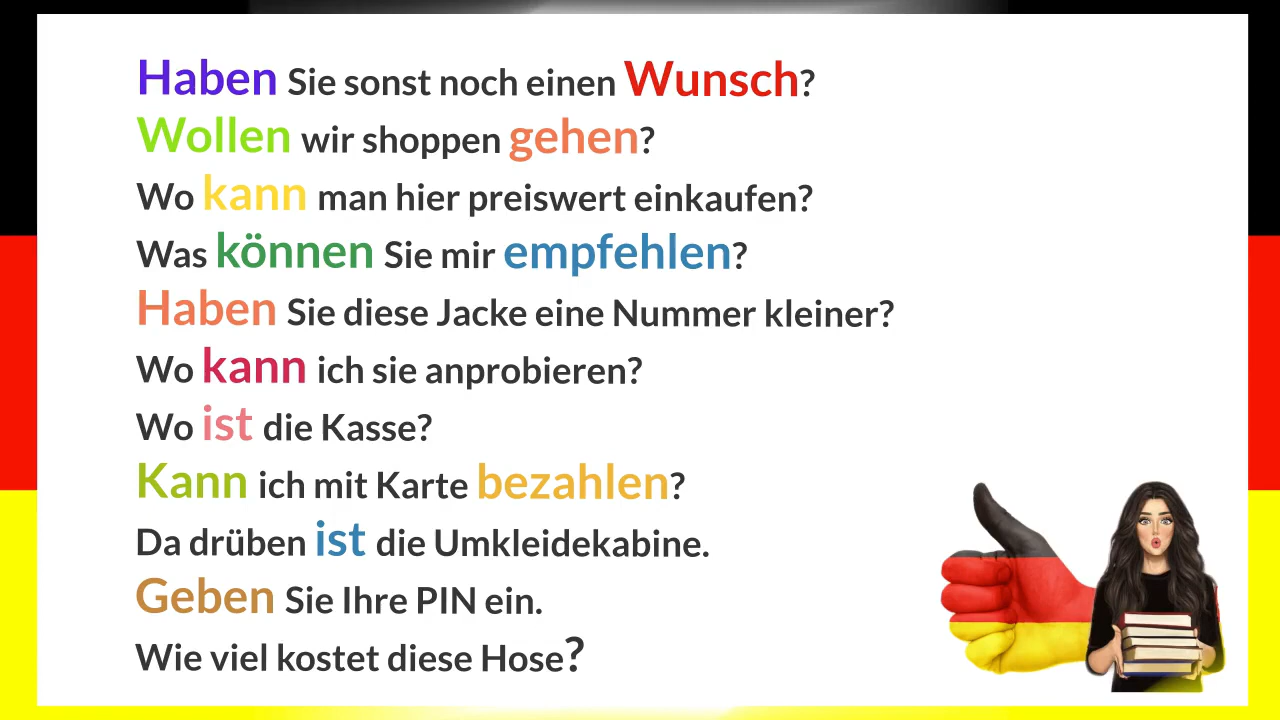 Haben Sie sonst noch einen Wunsch?
Wollen wir shoppen gehen?
Wo kann man hier preiswert einkaufen?
Was können Sie mir empfehlen?
Haben Sie diese Jacke eine Nummer kleiner?
Wo kann ich sie anprobieren?
Wo ist die Kasse?
Kann ich mit Karte bezahlen?
Da drüben ist die Umkleidekabine.
Geben Sie Ihre PIN ein.
Wie viel kostet diese Hose?